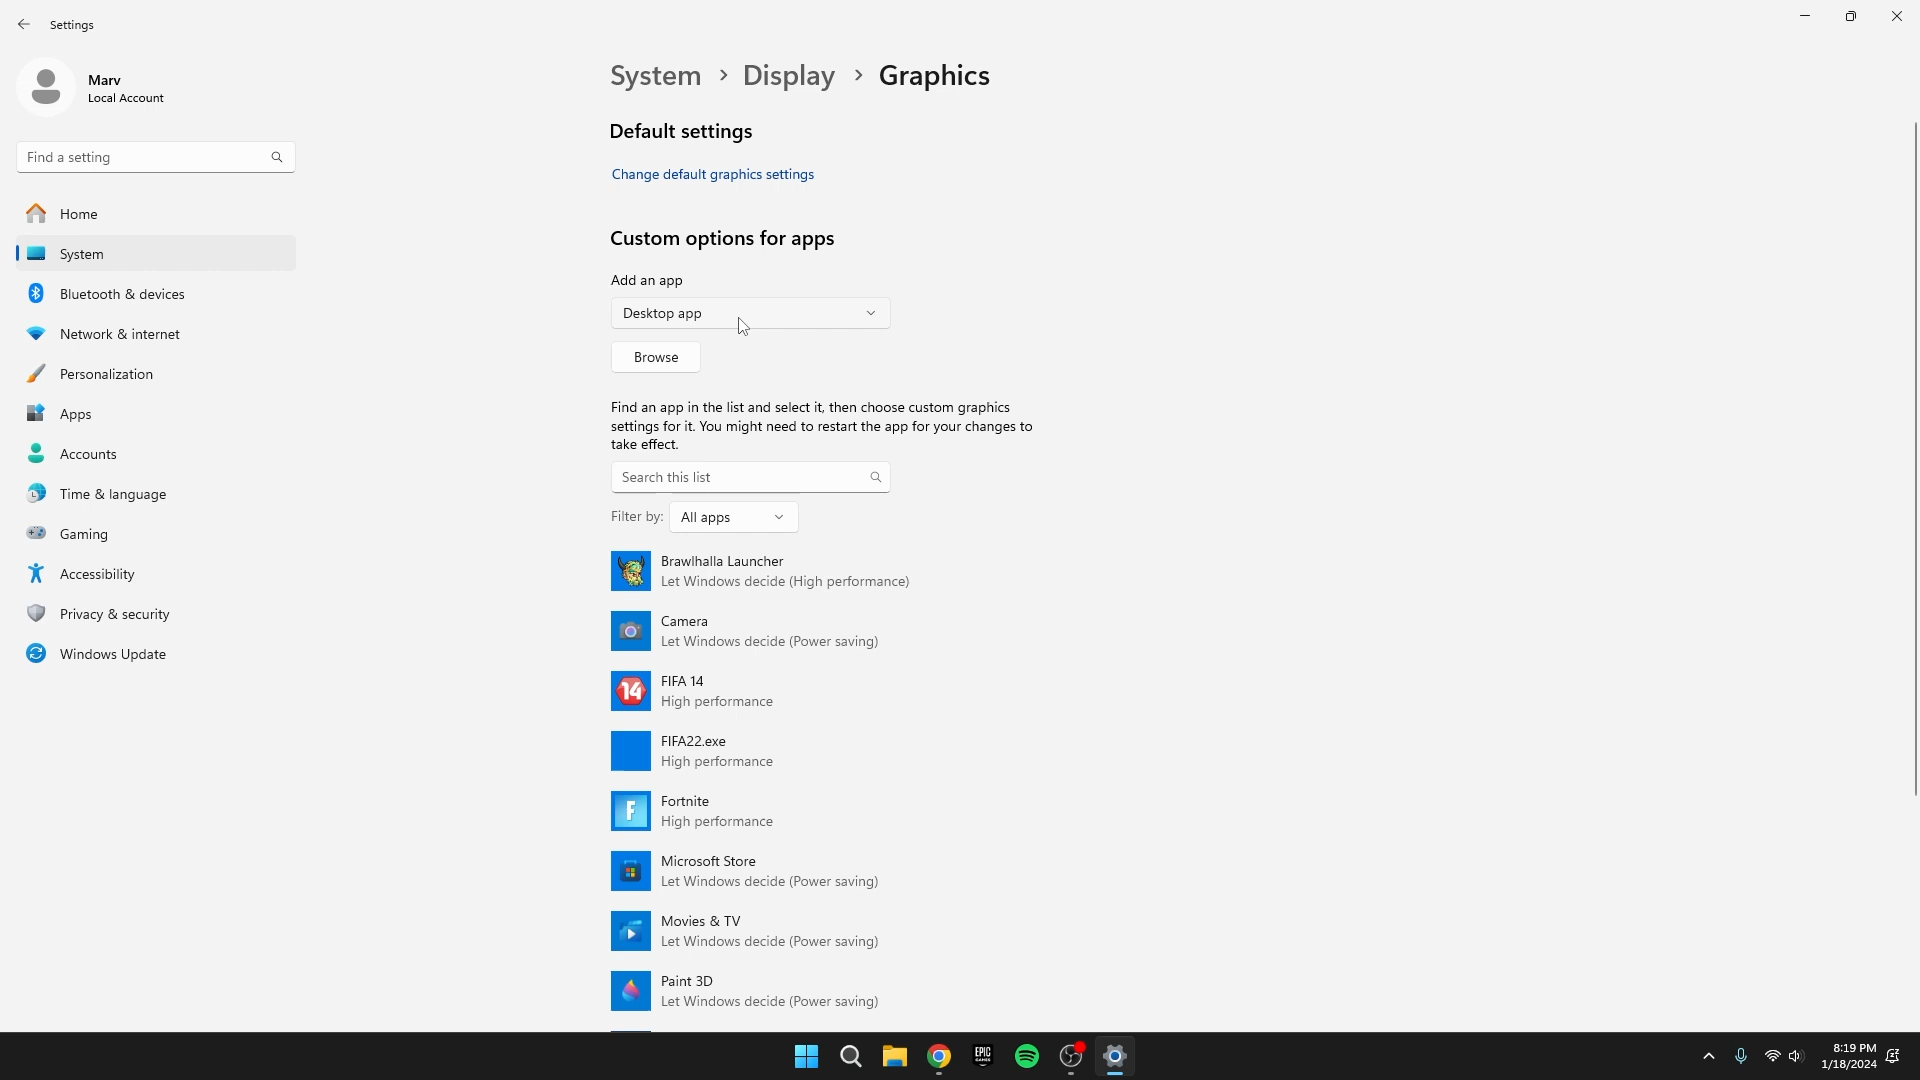 Settings
Marv
Local Account
Find a setting
Home
System
Bluetooth & devices
Network & internet
Personalization
Apps
Accounts
Time & language
Gaming
Accessibility
Privacy & security
Windows Update
System > Display > Graphics
Default settings
Change default graphics settings
Custom options for apps
Add an app
Desktop app
Browse
Find an app in the list and select it, then choose custom graphics
settings for it. You might need to restart the app for your changes to
take effect.
Search this list
Filter by: All apps
Brawlhalla Launcher
Let Windows decide (High performance)
Camera
Let Windows decide (Power saving)
14
FIFA 14
High performance
FIFA22.exe
High performance
F
Fortnite
High performance
Microsoft Store
Let Windows decide (Power saving)
Movies & TV
Let Windows decide (Power saving)
Paint 3D
Let Windows decide (Power saving)
EPIC
GAMES
8:19 PM
1/18/2024